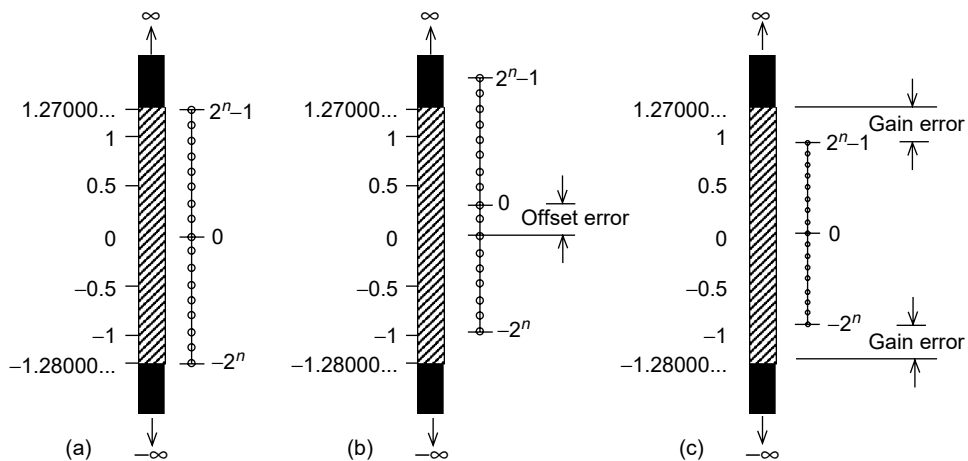 ∞
2ⁿ–1
1.27000...
1
0.5
0
0
–0.5
–1
–1.28000...
–2ⁿ
(a)
–∞
∞
2ⁿ–1
1.27000...
1
0.5
0
Offset error
0
–0.5
–1
–2ⁿ
–1.28000...
(b)
–∞
∞
1.27000...
Gain error
1
2ⁿ–1
0.5
0
0
–0.5
–1
–2ⁿ
Gain error
–1.28000...
(c)
–∞